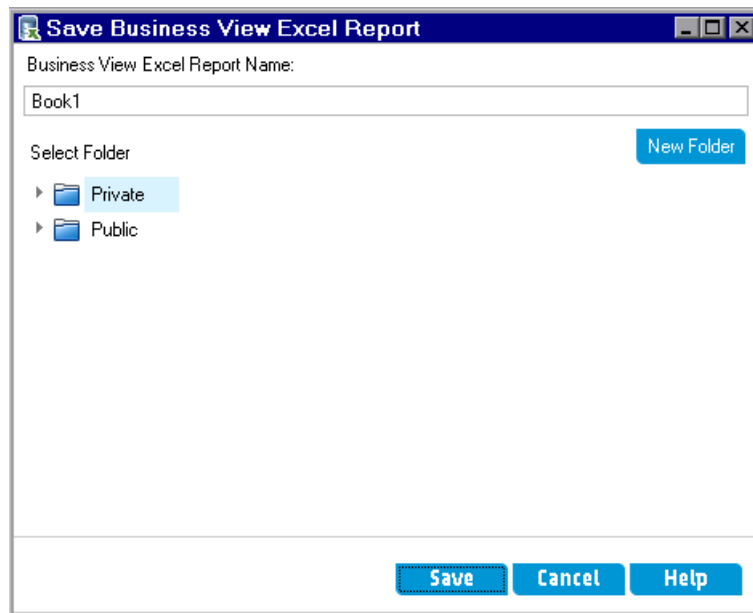 Save Business View Excel Report
Business View Excel Report Name:
Book1
New Folder
Select Folder
Private
Public
Save Cancel Help